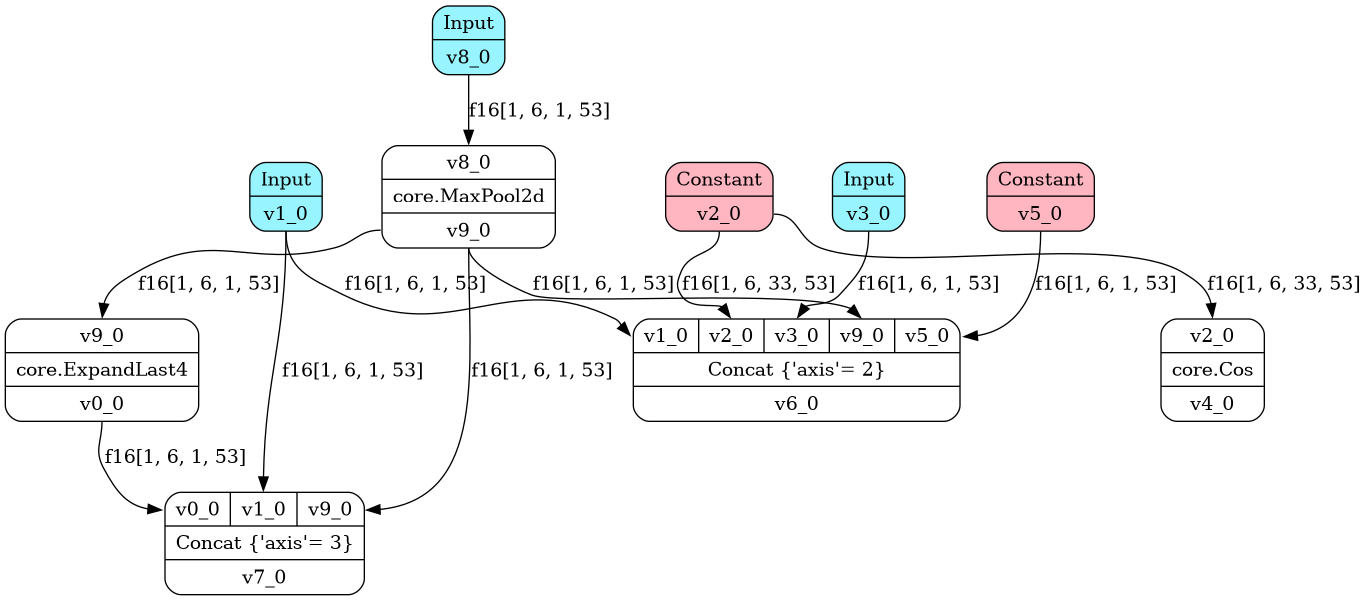 Input
v8_0
f16[1, 6, 1, 53]
v8_0
core.MaxPool2d
v9_0
Input
v1_0
Constant
v2_0
Input
v3_0
Constant
v5_0
f16[1, 6, 1, 53]
f16[1, 6, 1, 53]
f16[1, 6, 1, 53]
f16[1, 6, 33, 53]
f16[1, 6, 1, 53]
f16[1, 6, 1, 53]
f16[1, 6, 33, 53]
v9_0
core.ExpandLast4
v0_0
f16[1, 6, 1, 53]
f16[1, 6, 1, 53]
v1_0 v2_0 v3_0 v9_0 v5_0
Concat {'axis'= 2}
v6_0
v2_0
core.Cos
v4_0
f16[1, 6, 1, 53]
v0_0 v1_0 v9_0
Concat {'axis'= 3}
v7_0